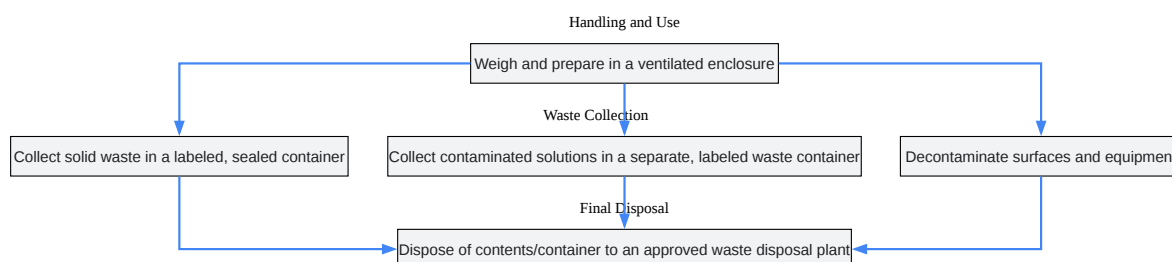 Handling and Use
Weigh and prepare in a ventilated enclosure
Waste Collection
Collect solid waste in a labeled, sealed container
Collect contaminated solutions in a separate, labeled waste container
Decontaminate surfaces and equipment
Final Disposal
Dispose of contents/container to an approved waste disposal plant